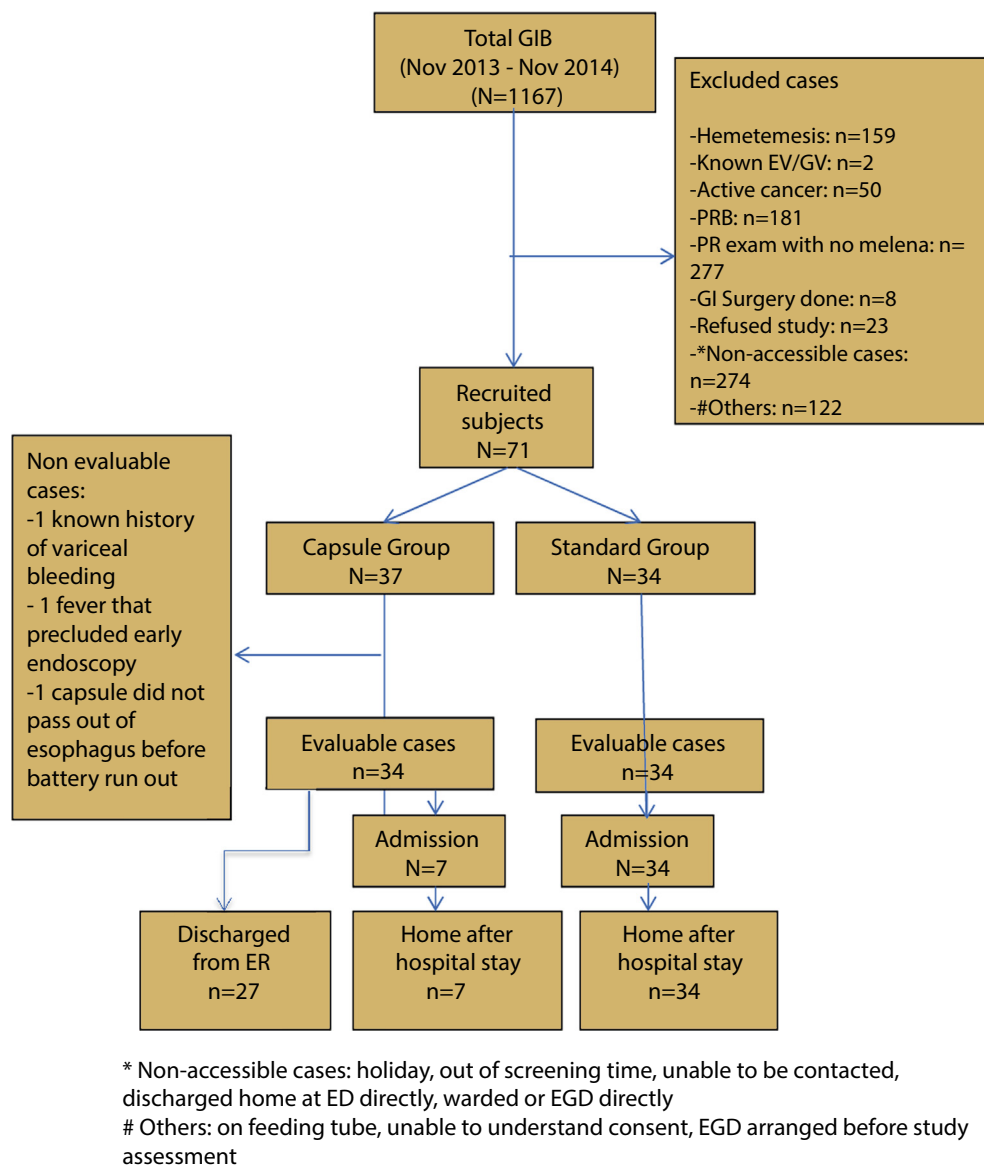 Total GIB
(Nov 2013 - Nov 2014)
(N=1167)
Excluded cases
-Hemetemesis: n=159
-Known EV/GV: n=2
-Active cancer: n=50
-PRB: n=181
-PR exam with no melena: n=
277
-GI Surgery done: n=8
-Refused study: n=23
-*Non-accessible cases:
n=274
-#Others: n=122
Recruited
subjects
N=71
Non evaluable
cases:
-1 known history
of variceal
bleeding
- 1 fever that
precluded early
endoscopy
-1 capsule did not
pass out of
esophagus before
battery run out
Capsule Group
N=37
Standard Group
N=34
Evaluable cases
n=34
Evaluable cases
n=34
Admission
N=7
Admission
N=34
Discharged
from ER
n=27
Home after
hospital stay
n=7
Home after
hospital stay
n=34
* Non-accessible cases: holiday, out of screening time, unable to be contacted,
discharged home at ED directly, warded or EGD directly
# Others: on feeding tube, unable to understand consent, EGD arranged before study
assessment